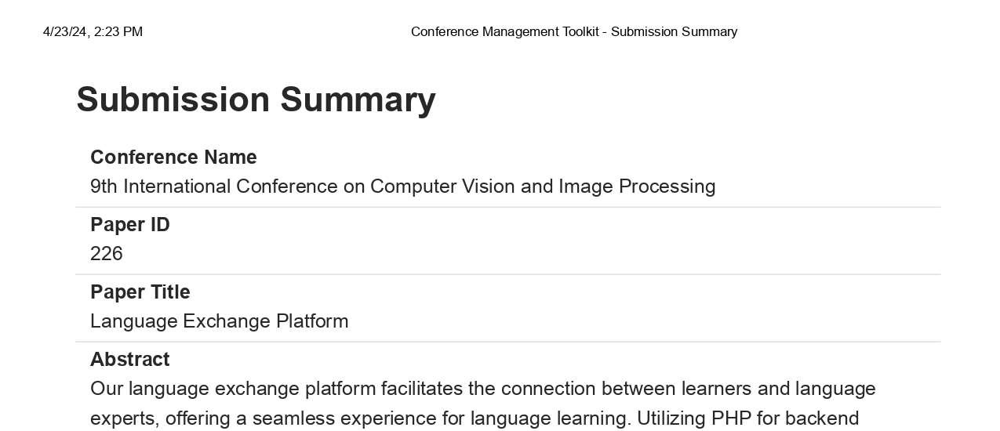 4/23/24, 2:23 PM
Conference Management Toolkit - Submission Summary
Submission Summary
Conference Name
9th International Conference on Computer Vision and Image Processing
Paper ID
226
Paper Title
Language Exchange Platform
Abstract
Our language exchange platform facilitates the connection between learners and language
experts, offering a seamless experience for language learning. Utilizing PHP for backend